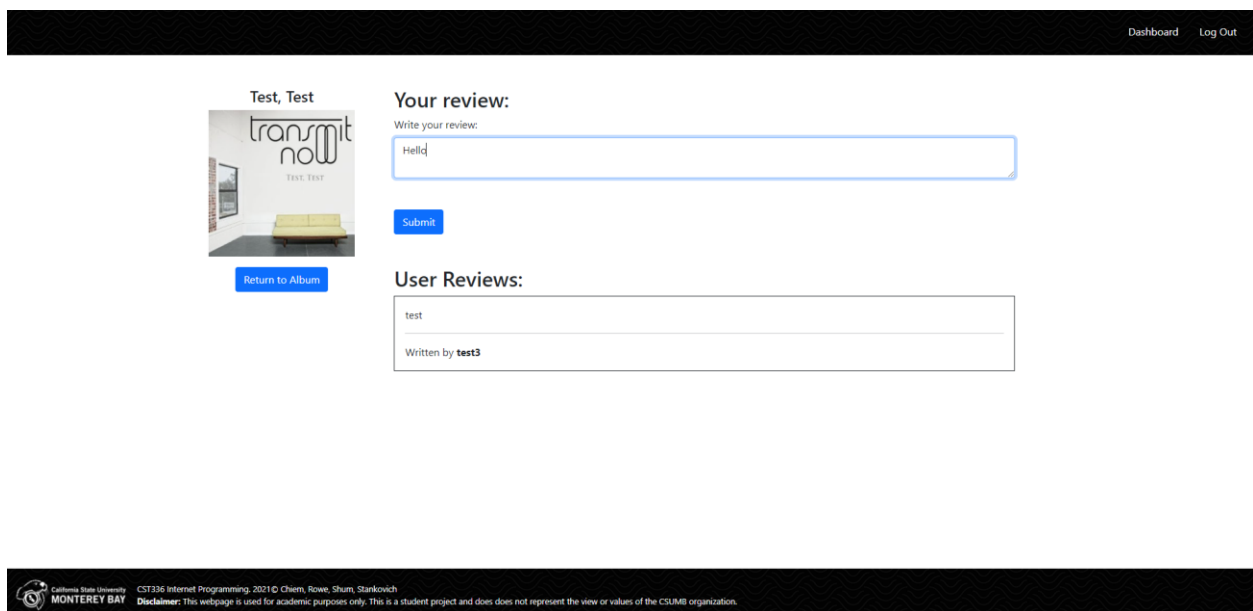 Dashboard Log Out
Test, Test
transmit
now
TEST, TEST
Return to Album
Your review:
Write your review:
Hello
Submit
User Reviews:
test
Written by test3
California State University
MONTEREY BAY
CST336 Internet Programming. 2021© Chiem, Rowe, Shum, Stankovich
Disclaimer: This webpage is used for academic purposes only. This is a student project and does does not represent the view or values of the CSUMB organization.